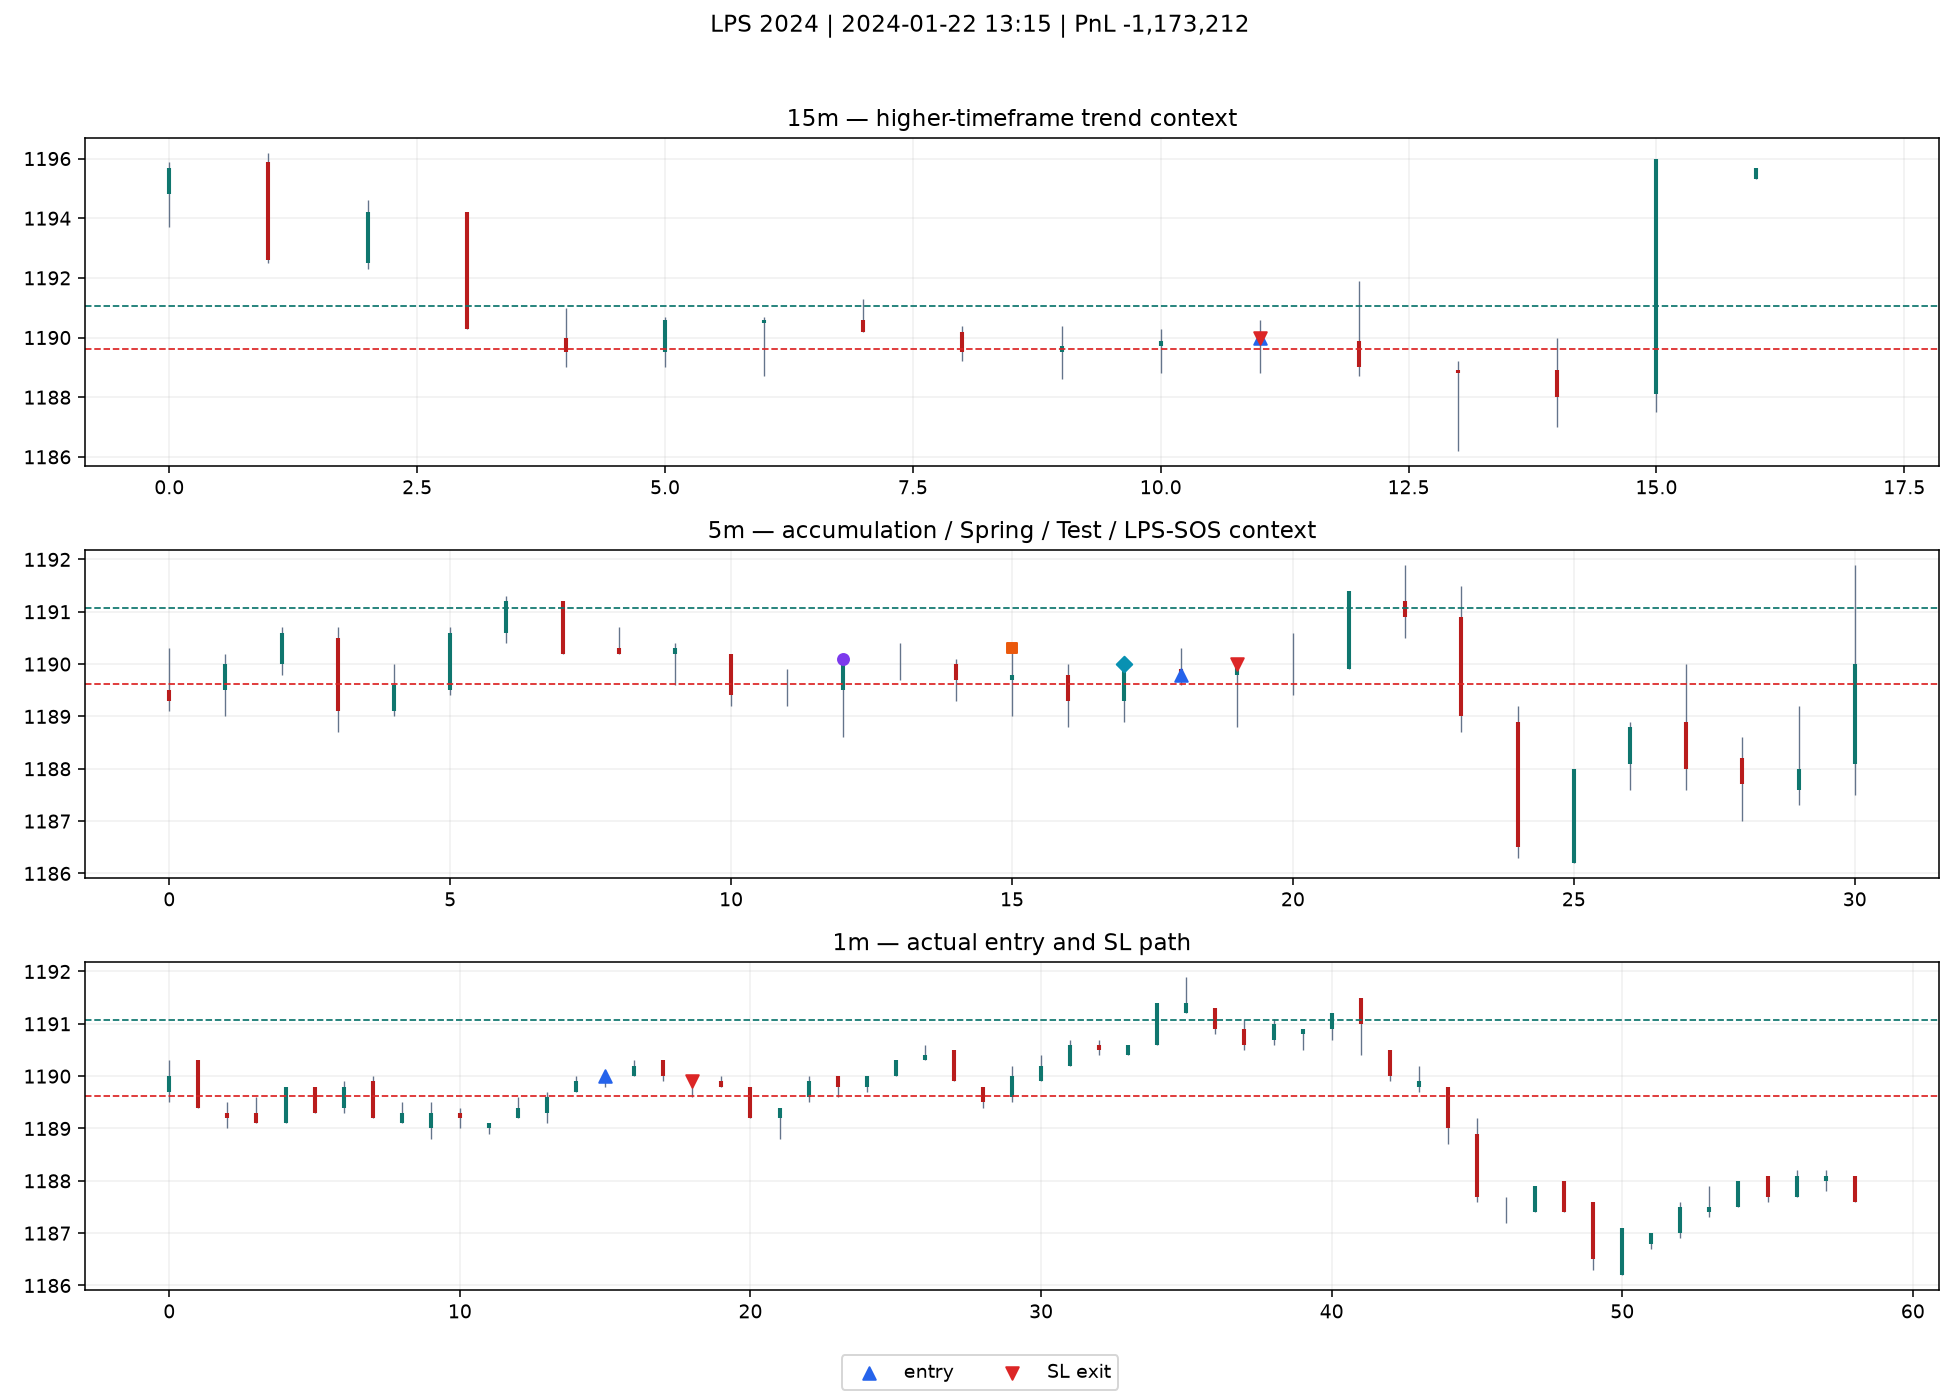 LPS 2024 | 2024-01-22 13:15 | PnL -1,173,212
15m — higher-timeframe trend context
1196
1194
1192
1190
1188
1186
0.0 2.5 5.0 7.5 10.0 12.5 15.0 17.5
5m — accumulation / Spring / Test / LPS-SOS context
1192
1191
1190
1189
1188
1187
1186
0 5 10 15 20 25 30
1m — actual entry and SL path
1192
1191
1190
1189
1188
1187
1186
0 10 20 30 40 50 60
entry SL exit